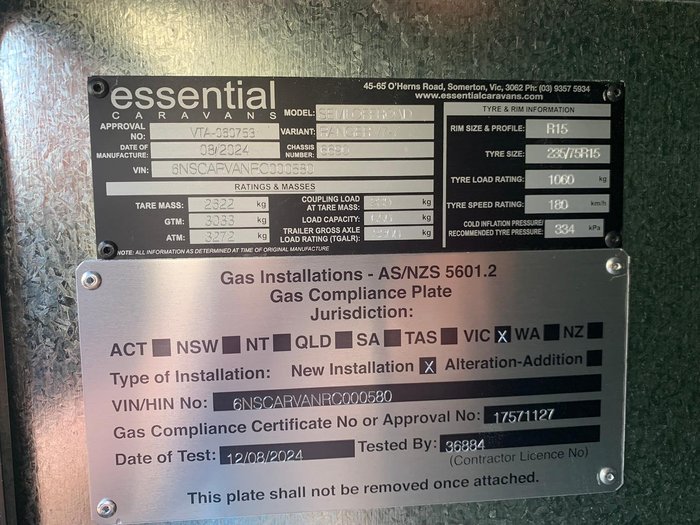 essential
CARAVANS
45-65 O'Herns Road, Somerton, Vic, 3062 Ph: (03) 9357 5934
www.essentialcaravans.com
APPROVAL NO: VTA-060753
MODEL:
DATE OF MANUFACTURE: 08/2024
VARIANT:
CHASSIS NUMBER:
VIN: 6NSCARVANRC000580
RATINGS & MASSES
TARE MASS: 2622 kg
COUPLING LOAD AT TARE MASS: kg
GTM: 3033 kg
LOAD CAPACITY: kg
ATM: 3272 kg
TRAILER GROSS AXLE LOAD RATING (TGALR): kg
NOTE: ALL INFORMATION AS DETERMINED AT TIME OF ORIGINAL MANUFACTURE
TYRE & RIM INFORMATION
RIM SIZE & PROFILE: R15
TYRE SIZE: 235/75R15
TYRE LOAD RATING: 1060 kg
TYRE SPEED RATING: 180 km/h
COLD INFLATION PRESSURE/ RECOMMENDED TYRE PRESSURE: 334 kPa
Gas Installations - AS/NZS 5601.2
Gas Compliance Plate
Jurisdiction:
ACT NSW NT QLD SA TAS VIC X WA NZ
Type of Installation: New Installation X Alteration-Addition
VIN/HIN No: 6NSCARVANRC000580
Gas Compliance Certificate No or Approval No: 17571127
Date of Test: 12/08/2024 Tested By: 36884
(Contractor Licence No)
This plate shall not be removed once attached.